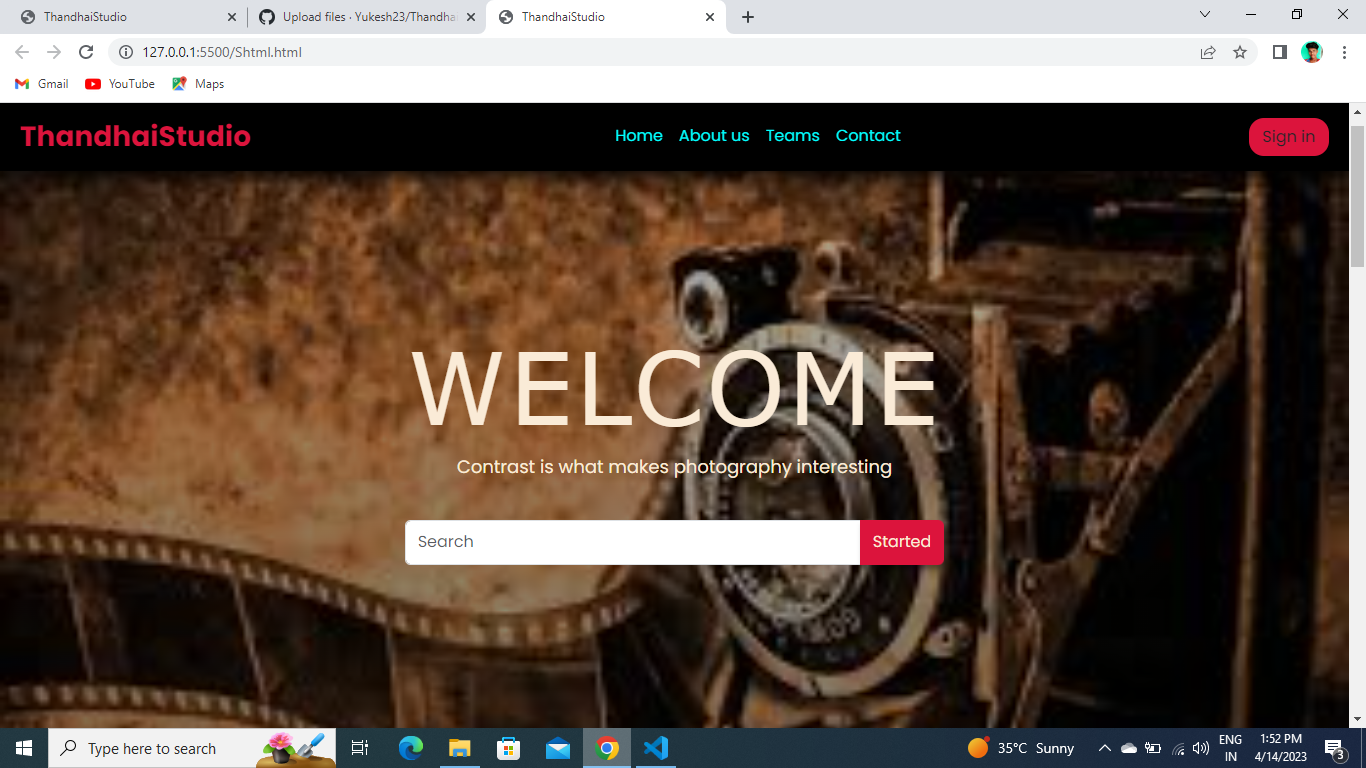 ThandhaiStudio
Upload files · Yukesh23/Thandhai
ThandhaiStudio
127.0.0.1:5500/Shtml.html
Gmail YouTube Maps
ThandhaiStudio Home About us Teams Contact Sign in
WELCOME
Contrast is what makes photography interesting
Search Started
Type here to search
35°C Sunny
ENG
IN
1:52 PM
4/14/2023
3